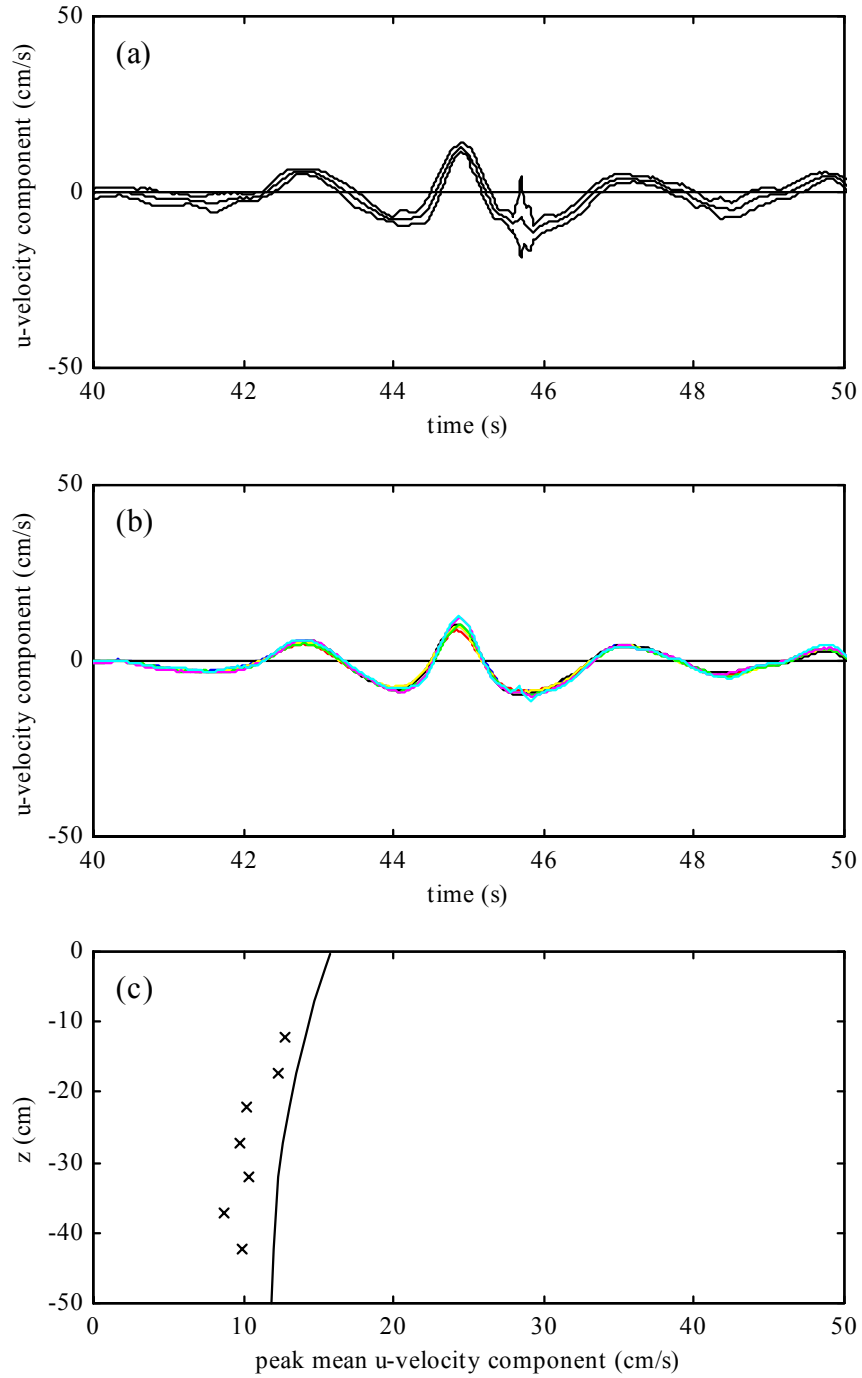 50
(a)
u-velocity component (cm/s)
0
-50
40 42 44 46 48 50
time (s)
50
(b)
u-velocity component (cm/s)
0
-50
40 42 44 46 48 50
time (s)
0
(c)
-10
-20
z (cm)
-30
-40
-50
0 10 20 30 40 50
peak mean u-velocity component (cm/s)